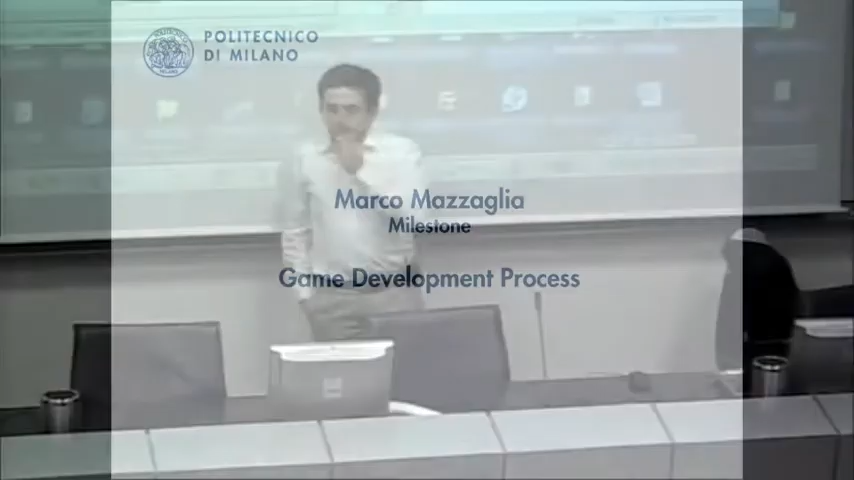 POLITECNICO
DI MILANO
Marco Mazzaglia
Milestone
Game Development Process